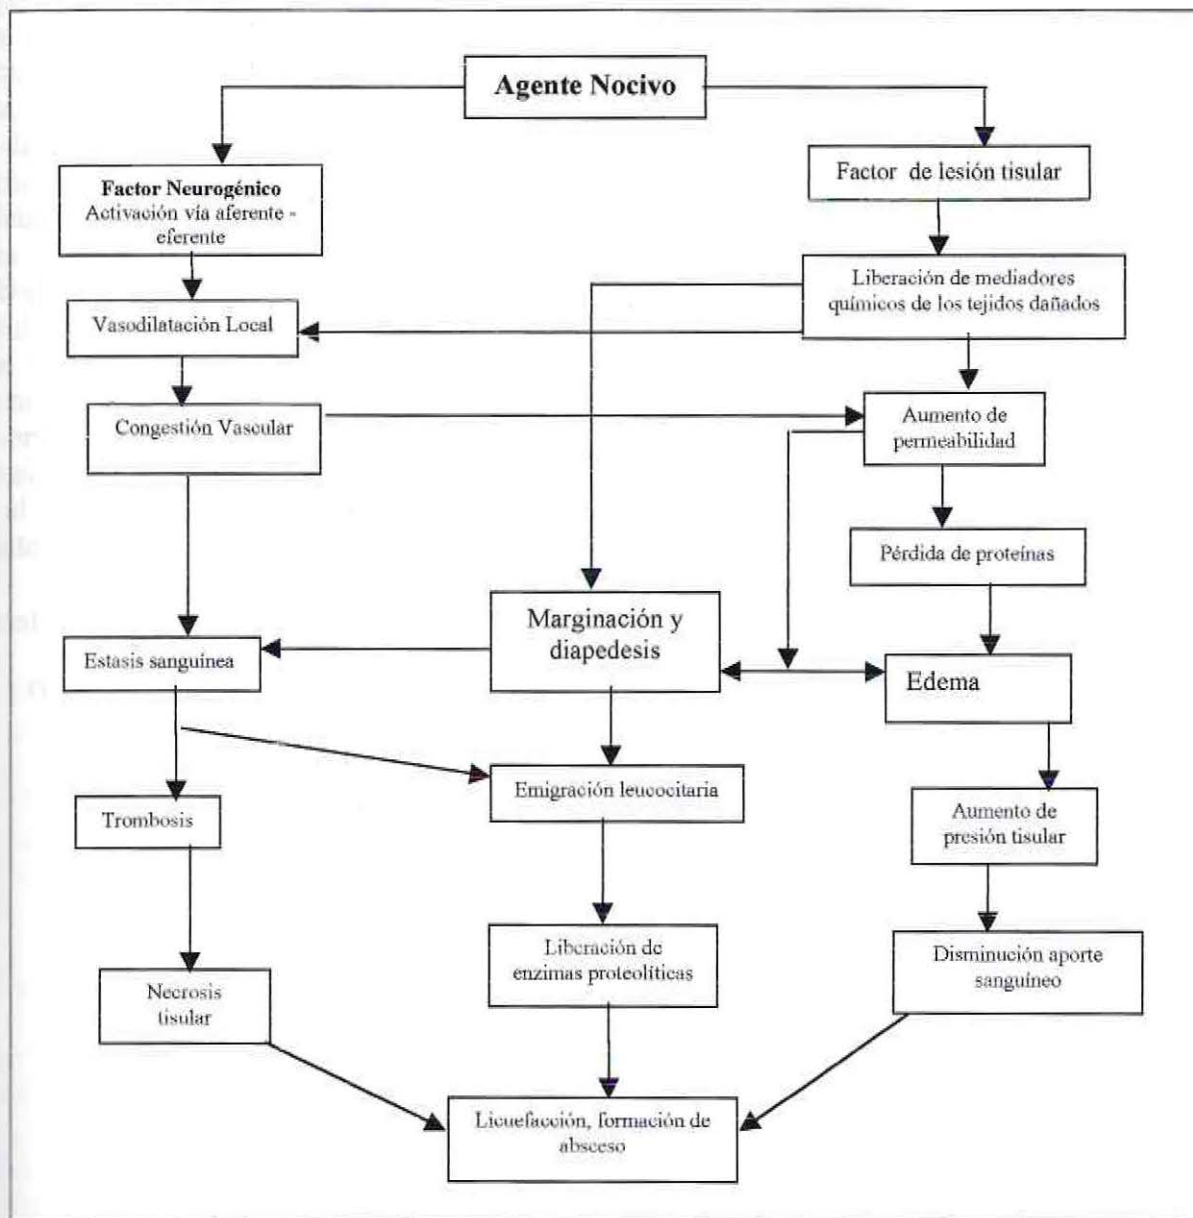 Agente Nocivo
Factor de lesión tisular
Factor Neurogénico
Activación vía aferente -
eferente
Liberación de mediadores
químicos de los tejidos dañados
Vasodilatación Local
Congestión Vascular
Aumento de
permeabilidad
Pérdida de proteínas
Marginación y
diapedesis
Estasis sanguínea
Edema
Emigración leucocitaria
Trombosis
Aumento de
presión tisular
Liberación de
enzimas proteolíticas
Disminución aporte
sanguíneo
Necrosis
tisular
Licuefacción, formación de
absceso